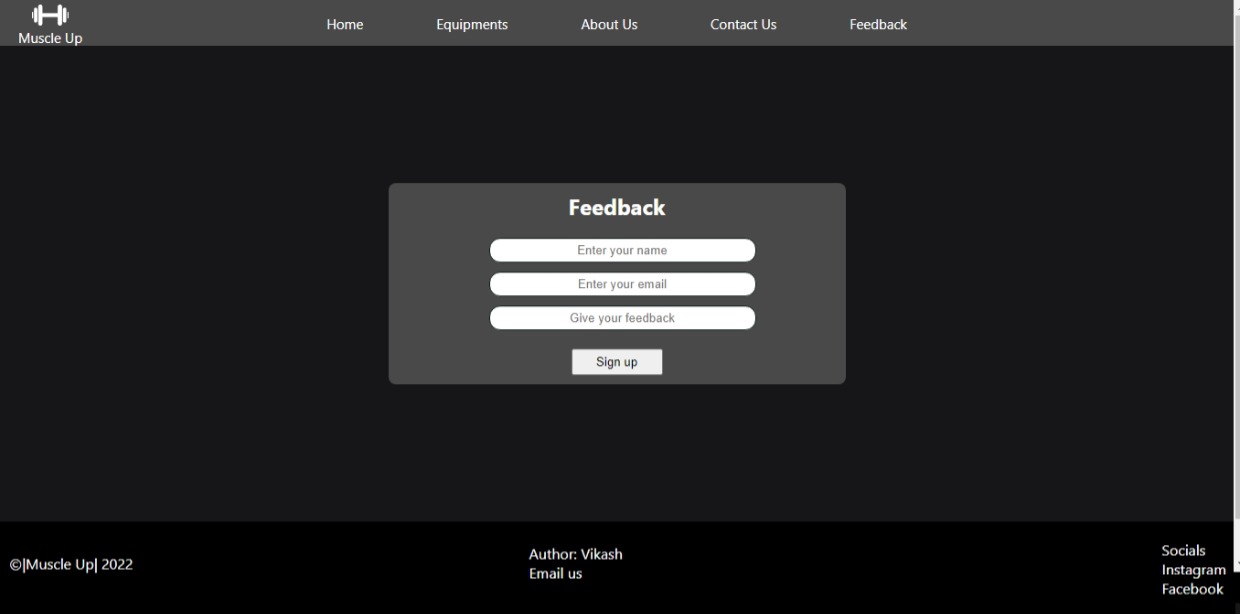 Muscle Up
Home Equipments About Us Contact Us Feedback
Feedback
Enter your name
Enter your email
Give your feedback
Sign up
©|Muscle Up| 2022
Author: Vikash
Email us
Socials
Instagram
Facebook